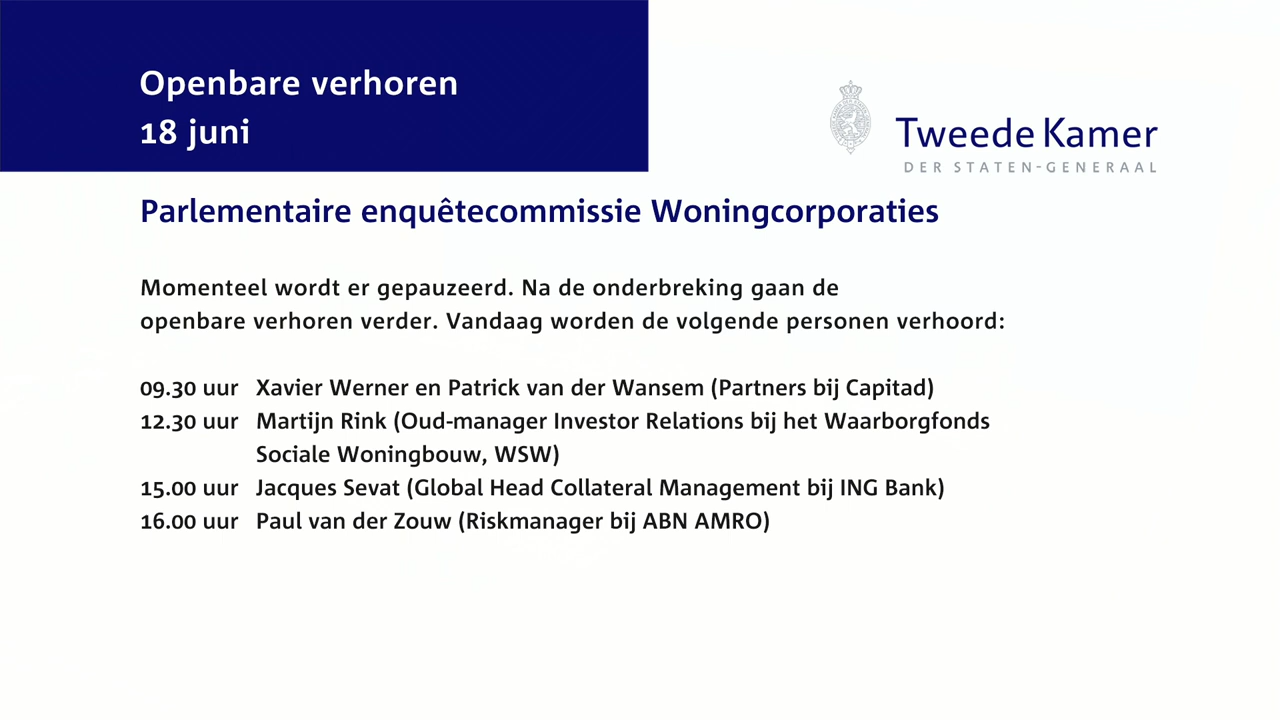 Openbare verhoren
18 juni
Tweede Kamer
DER STATEN-GENERAAL
Parlementaire enquêtecommissie Woningcorporaties
Momenteel wordt er gepauzeerd. Na de onderbreking gaan de
openbare verhoren verder. Vandaag worden de volgende personen verhoord:
09.30 uur Xavier Werner en Patrick van der Wansem (Partners bij Capitad)
12.30 uur Martijn Rink (Oud-manager Investor Relations bij het Waarborgfonds
Sociale Woningbouw, WSW)
15.00 uur Jacques Sevat (Global Head Collateral Management bij ING Bank)
16.00 uur Paul van der Zouw (Riskmanager bij ABN AMRO)